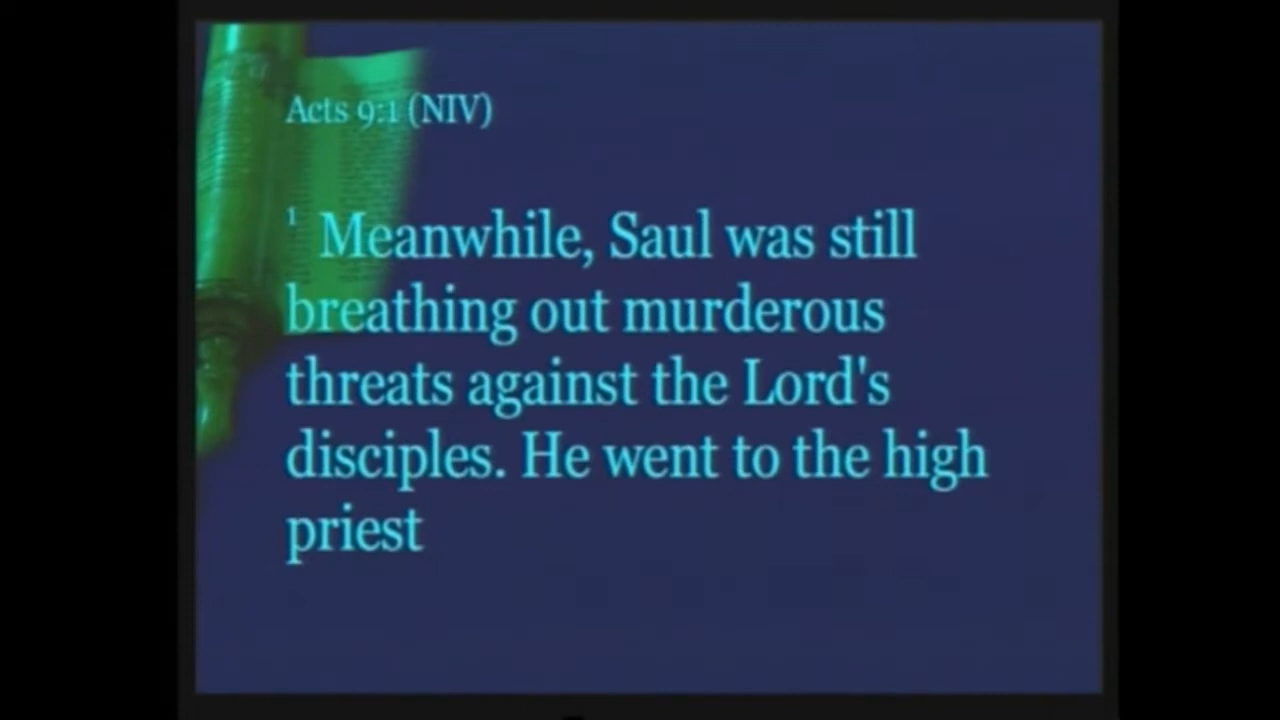 Acts 9:1 (NIV)
1 Meanwhile, Saul was still
breathing out murderous
threats against the Lord's
disciples. He went to the high
priest